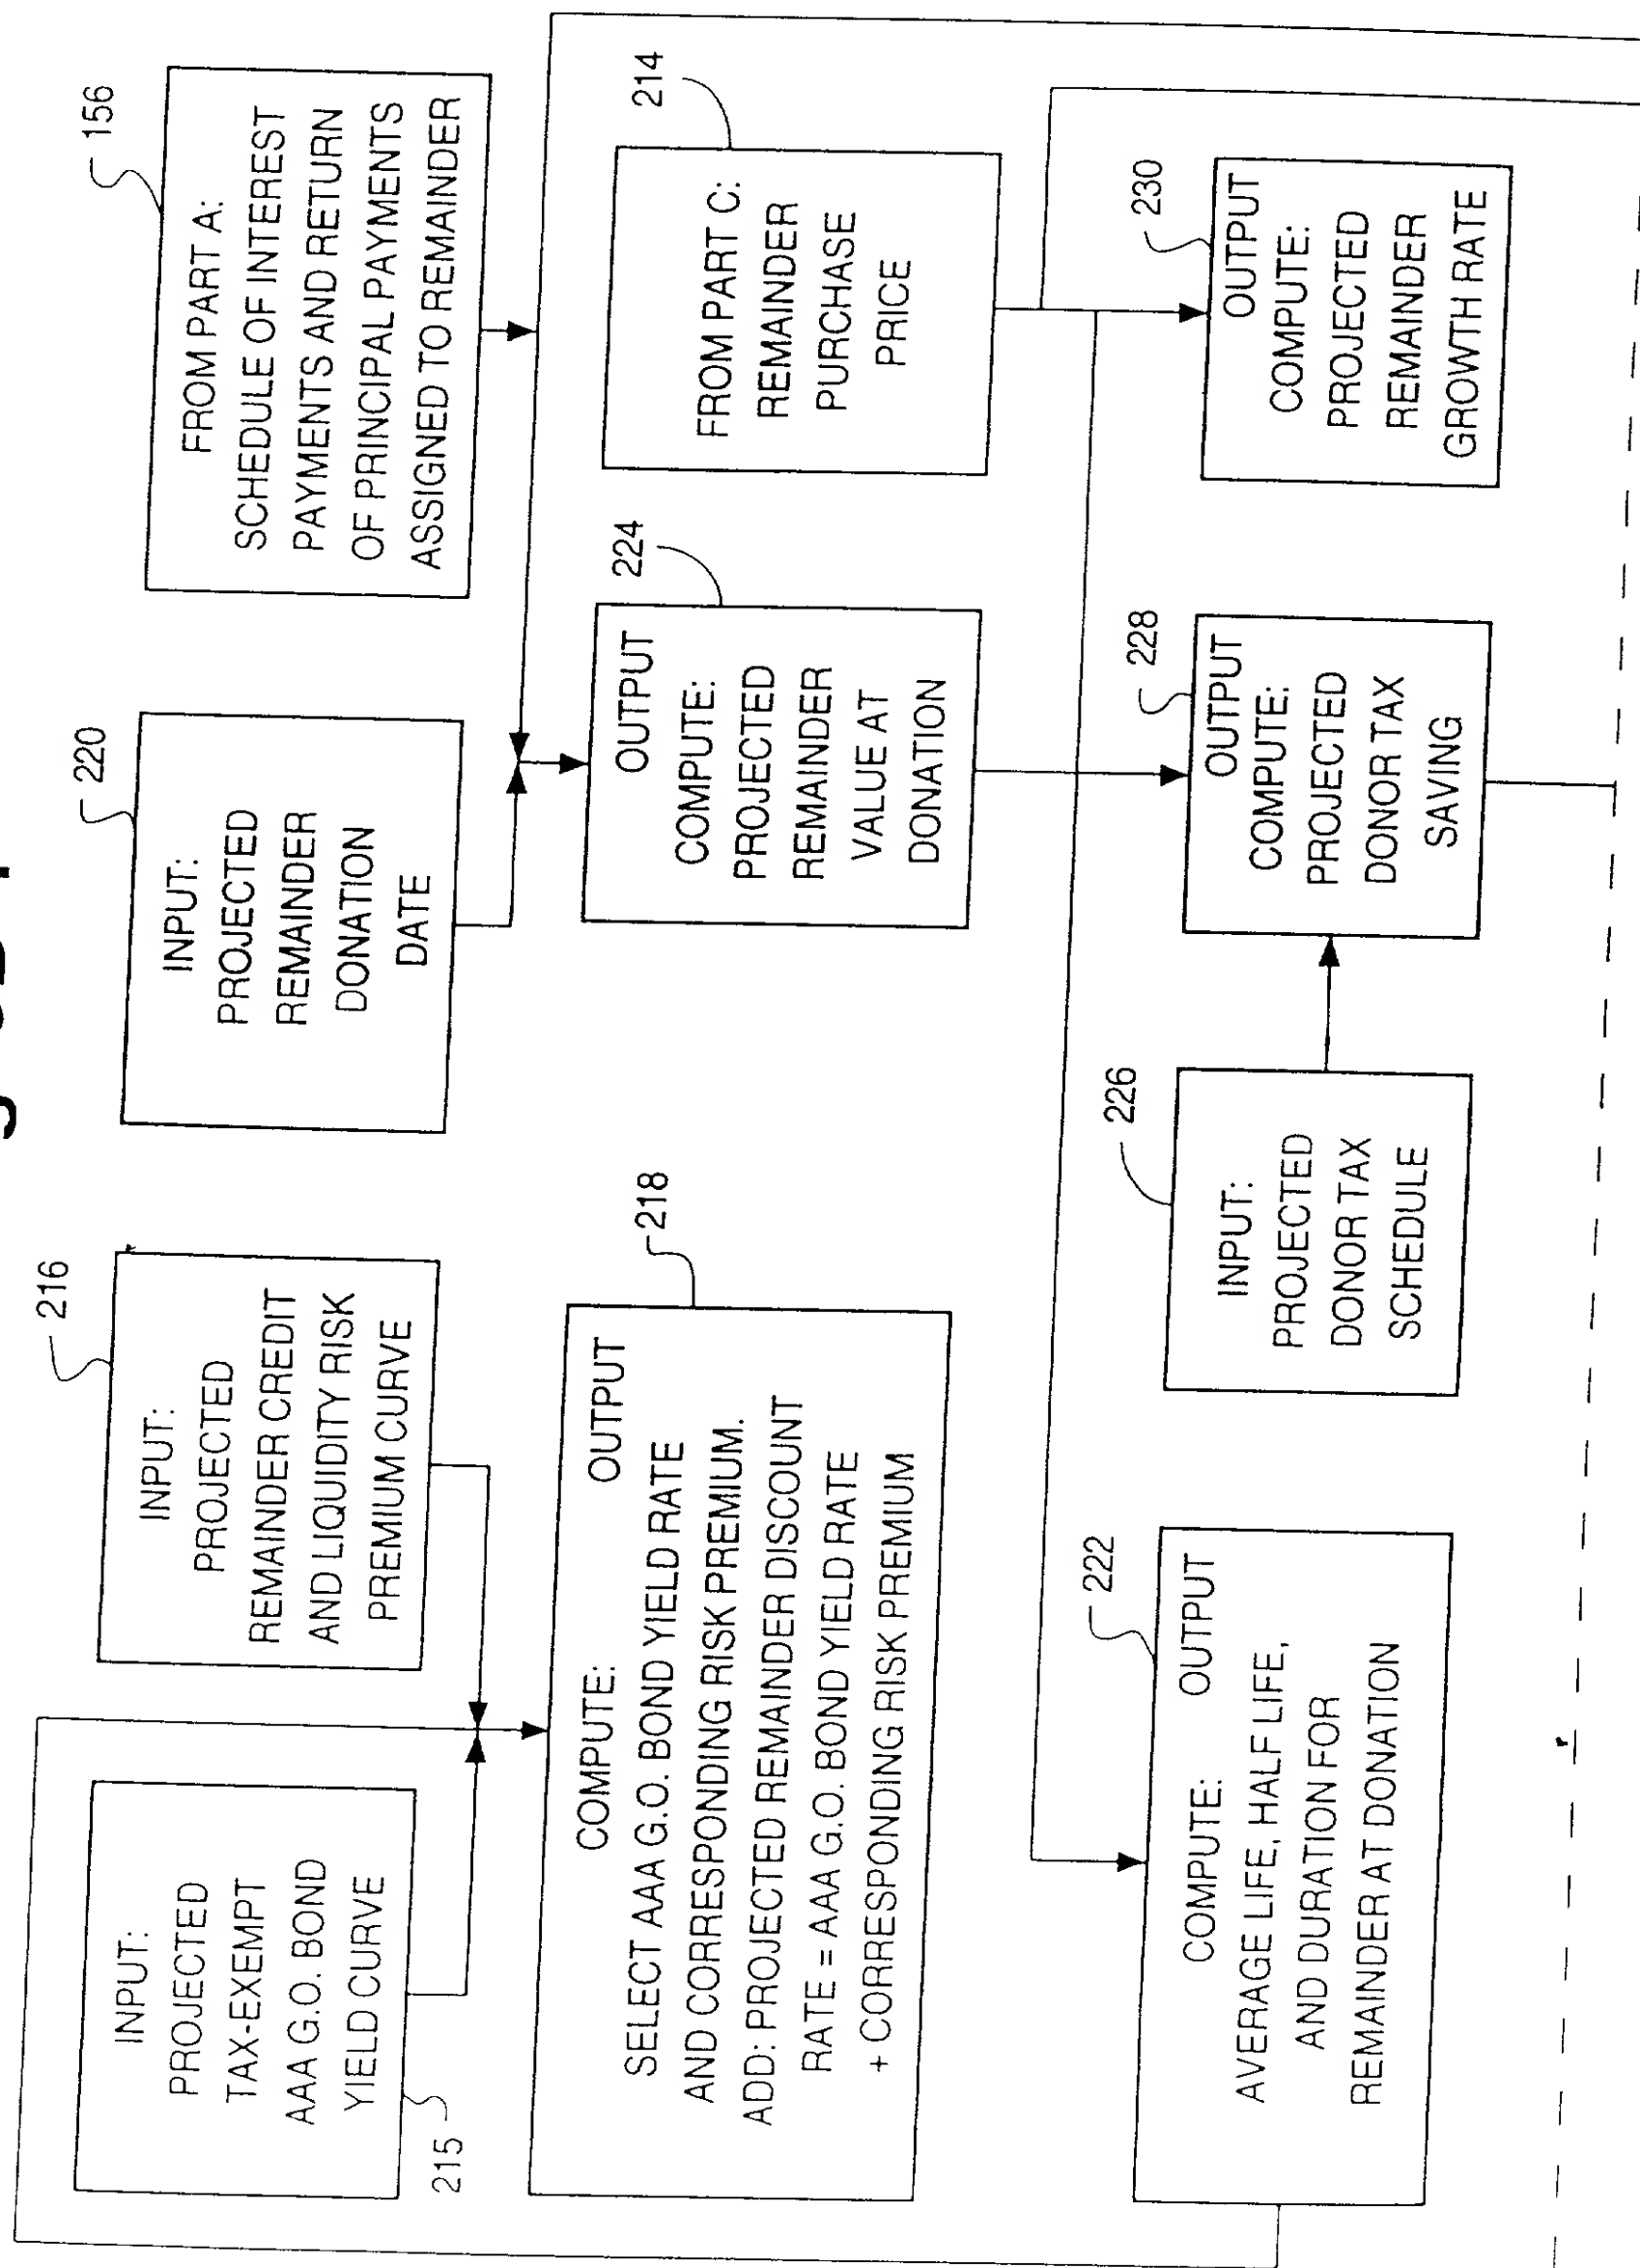 215
INPUT:
PROJECTED
TAX-EXEMPT
AAA G.O. BOND
YIELD CURVE
216
INPUT:
PROJECTED
REMAINDER CREDIT
AND LIQUIDITY RISK
PREMIUM CURVE
220
INPUT:
PROJECTED
REMAINDER
DONATION
DATE
156
FROM PART A:
SCHEDULE OF INTEREST
PAYMENTS AND RETURN
OF PRINCIPAL PAYMENTS
ASSIGNED TO REMAINDER
218
COMPUTE: OUTPUT
SELECT AAA G.O. BOND YIELD RATE
AND CORRESPONDING RISK PREMIUM.
ADD: PROJECTED REMAINDER DISCOUNT
RATE = AAA G.O. BOND YIELD RATE
+ CORRESPONDING RISK PREMIUM
224
OUTPUT
COMPUTE:
PROJECTED
REMAINDER
VALUE AT
DONATION
214
FROM PART C:
REMAINDER
PURCHASE
PRICE
222
COMPUTE: OUTPUT
AVERAGE LIFE, HALF LIFE,
AND DURATION FOR
REMAINDER AT DONATION
226
INPUT:
PROJECTED
DONOR TAX
SCHEDULE
228
OUTPUT
COMPUTE:
PROJECTED
DONOR TAX
SAVING
230
OUTPUT
COMPUTE:
PROJECTED
REMAINDER
GROWTH RATE